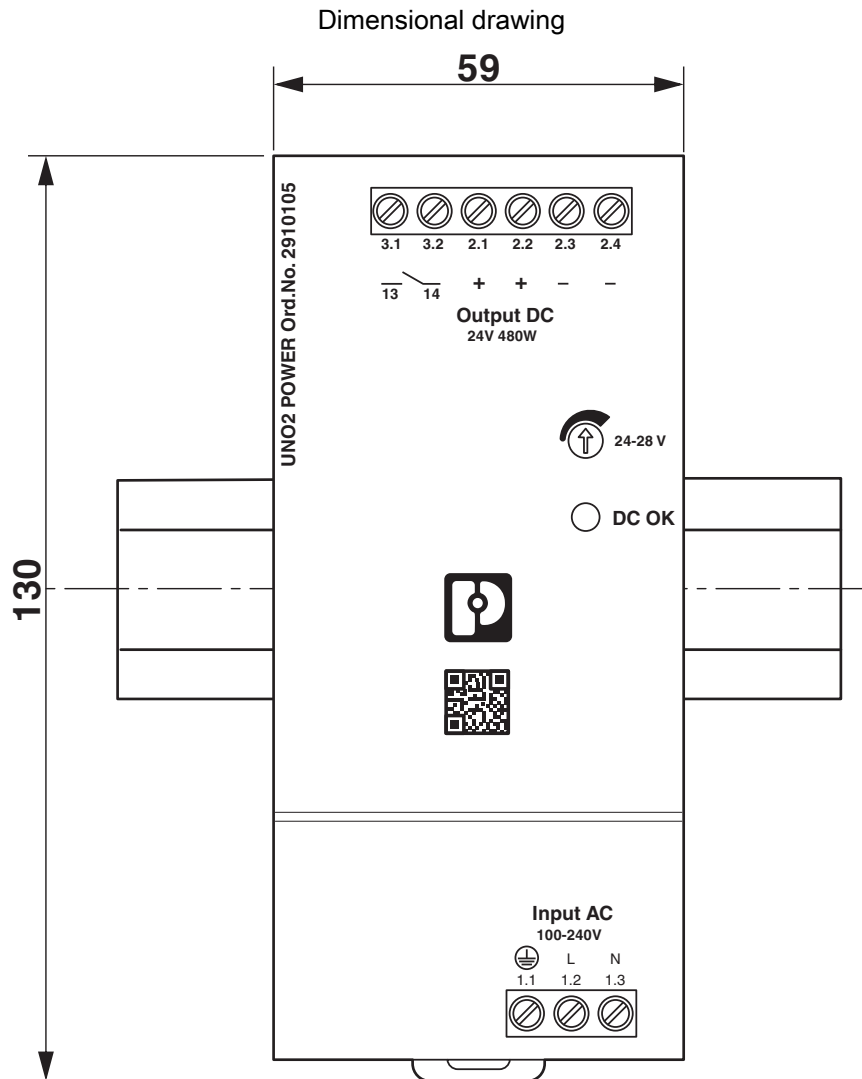 Dimensional drawing
59
130
UNO2 POWER Ord.No. 2910105
3.1 3.2 2.1 2.2 2.3 2.4
13 14 + + – –
Output DC
24V 480W
24-28 V
DC OK
Input AC
100-240V
L N
1.1 1.2 1.3